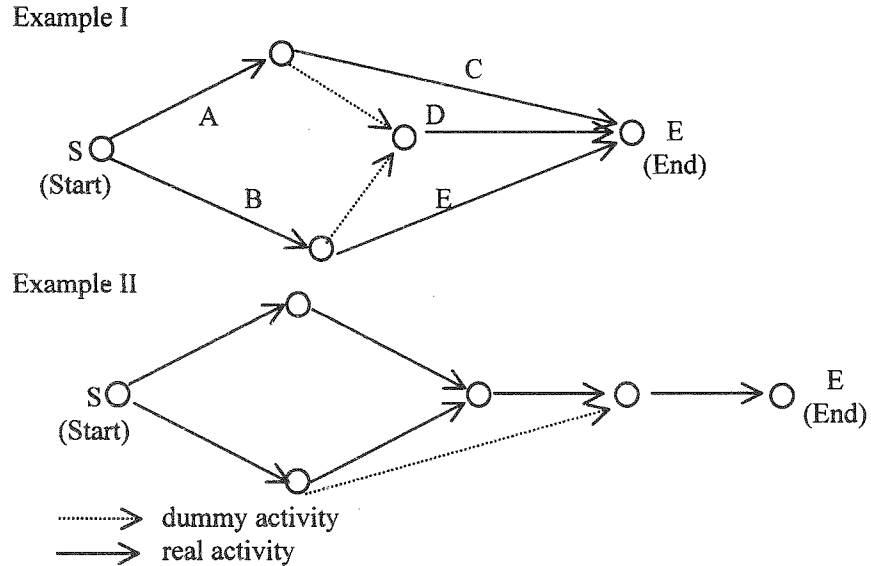 Example I
C
A
D
S
(Start)
E
(End)
B
E
Example II
S
(Start)
E
(End)
dummy activity
real activity